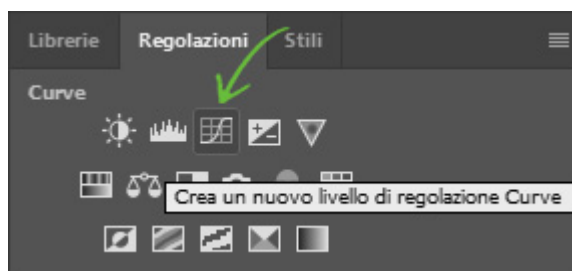 Librerie Regolazioni Stili
Curve
Crea un nuovo livello di regolazione Curve